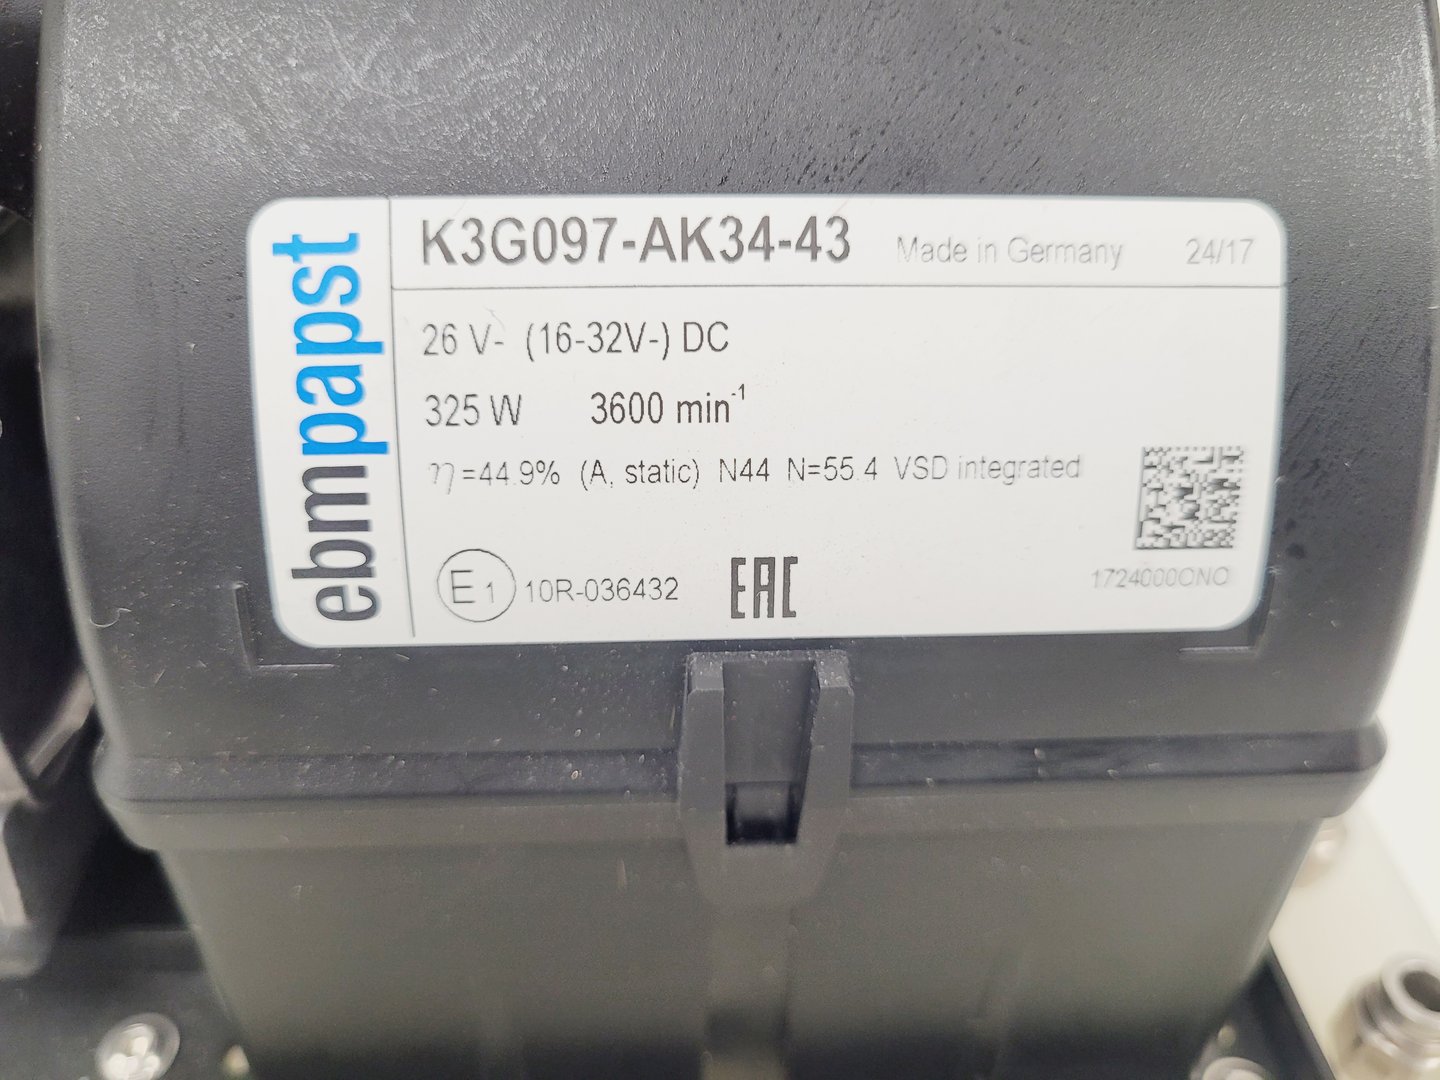 ebmpapst
K3G097-AK34-43 Made in Germany 24/17
26 V- (16-32V-) DC
325 W 3600 min⁻¹
η=44.9% (A, static) N44 N=55.4 VSD integrated
E1 10R-036432 EAC
1724000CNO